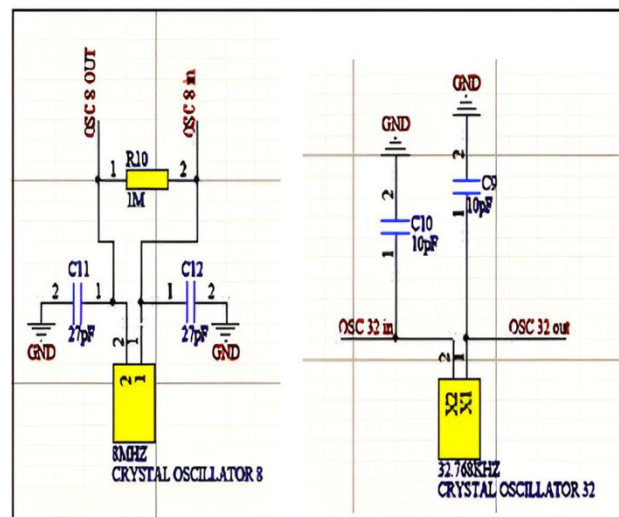 OSC 8 OUT
OSC 8 in
R10
1
2
1M
C11
2
1
27pF
GND
C12
1
2
27pF
GND
2
1
2
1
8MHZ
CRYSTAL OSCILLATOR 8
GND
2
C9
10pF
1
GND
2
C10
10pF
1
OSC 32 in
OSC 32 out
2
1
X2
X1
32.768KHZ
CRYSTAL OSCILLATOR 32